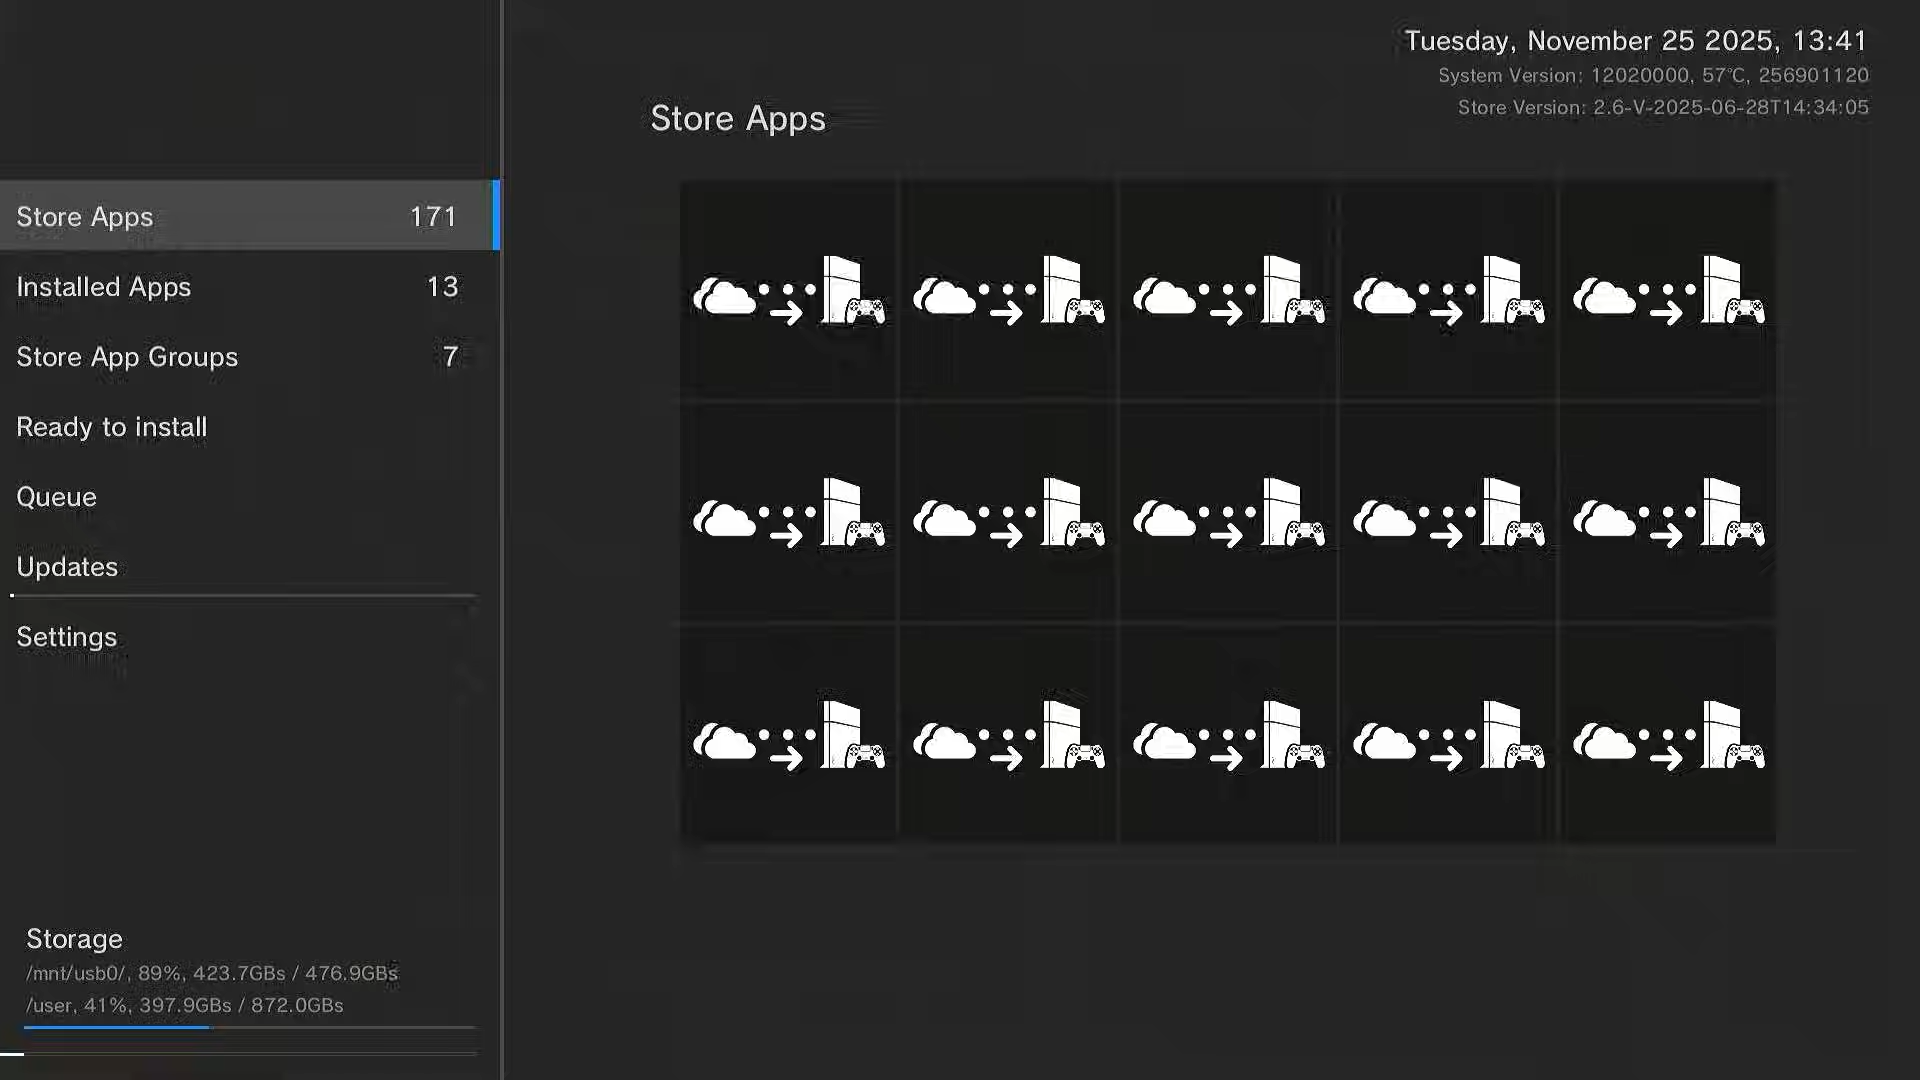 Tuesday, November 25 2025, 13:41
System Version: 12020000, 57°C, 256901120
Store Version: 2.6-V-2025-06-28T14:34:05
Store Apps
Store Apps 171
Installed Apps 13
Store App Groups 7
Ready to install
Queue
Updates
Settings
Storage
/mnt/usb0/, 89%, 423.7GBs / 476.9GBs
/user, 41%, 397.9GBs / 872.0GBs